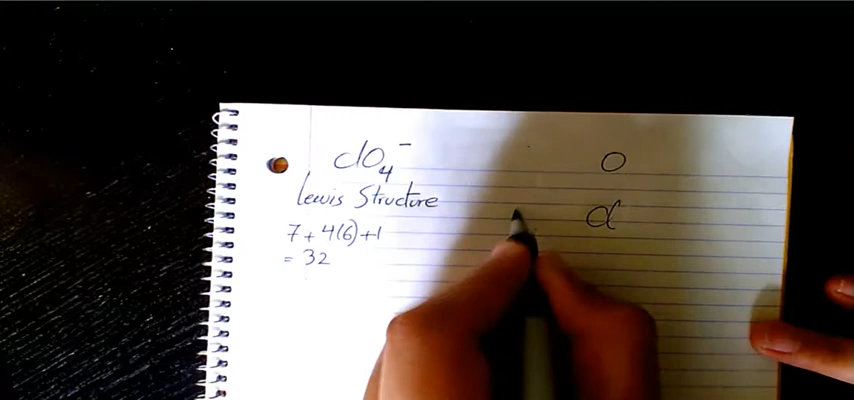 ClO₄⁻
Lewis Structure
7 + 4(6) + 1
= 32
O
Cl